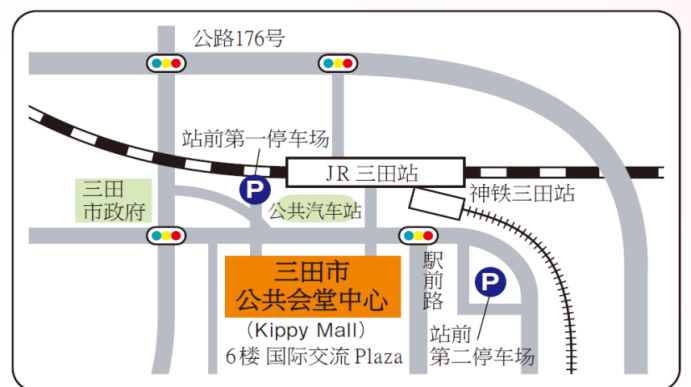 公路176号
站前第一停车场
P
JR 三田站
三田
市政府
公共汽车站
神铁三田站
三田市
公共会堂中心
(Kippy Mall)
6楼 国际交流 Plaza
駅前路
P
站前
第二停车场